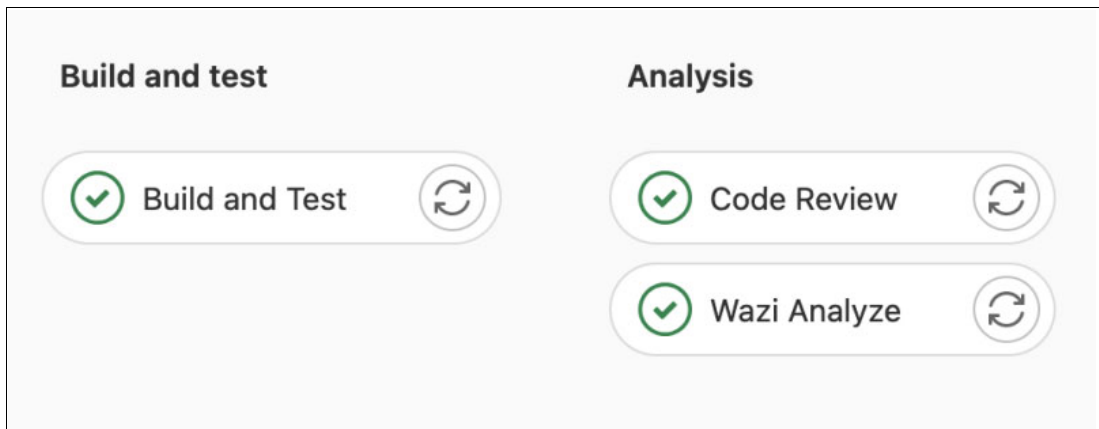 Build and test
Build and Test
Analysis
Code Review
Wazi Analyze